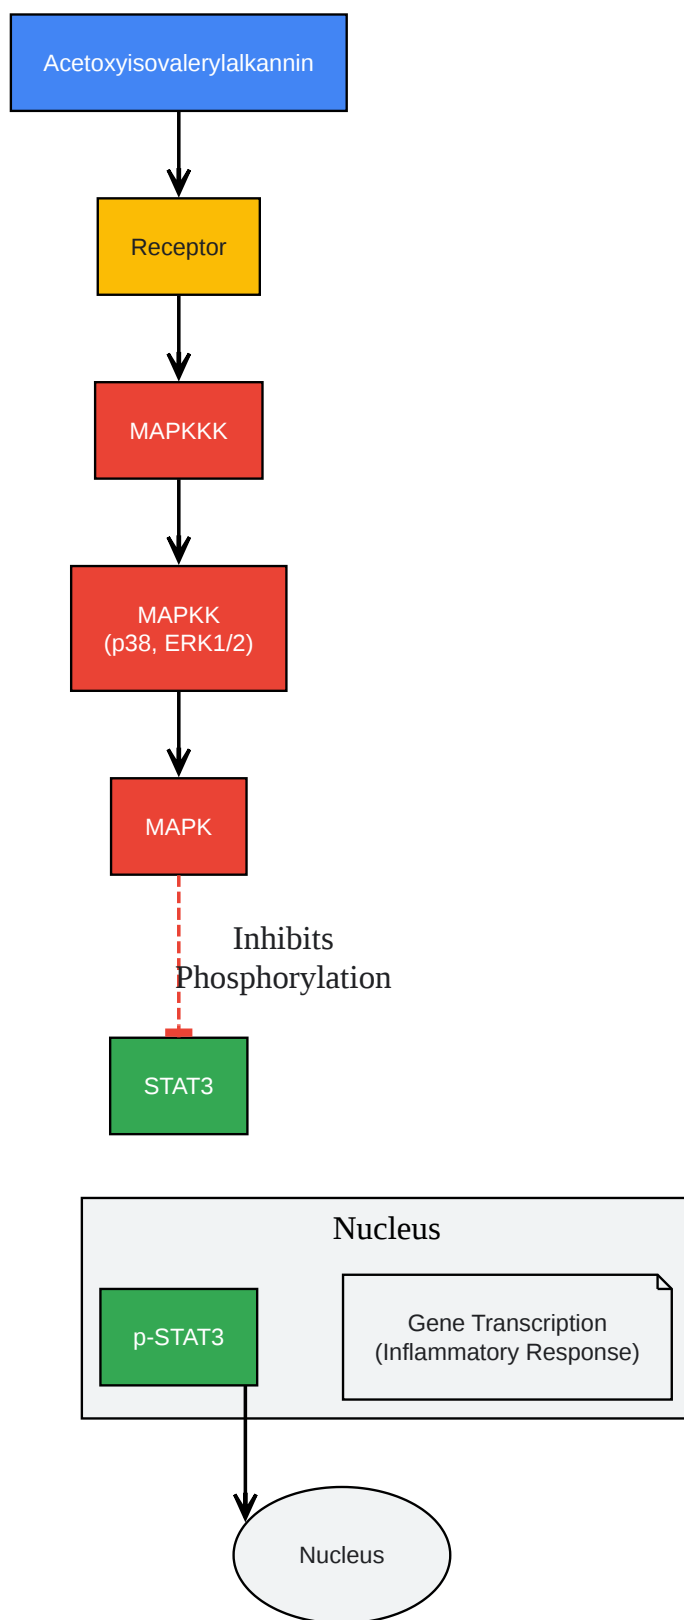 Acetoxyisovalerylalkannin
Receptor
MAPKKK
MAPKK
(p38, ERK1/2)
MAPK
Inhibits
Phosphorylation
STAT3
Nucleus
p-STAT3
Gene Transcription
(Inflammatory Response)
Nucleus